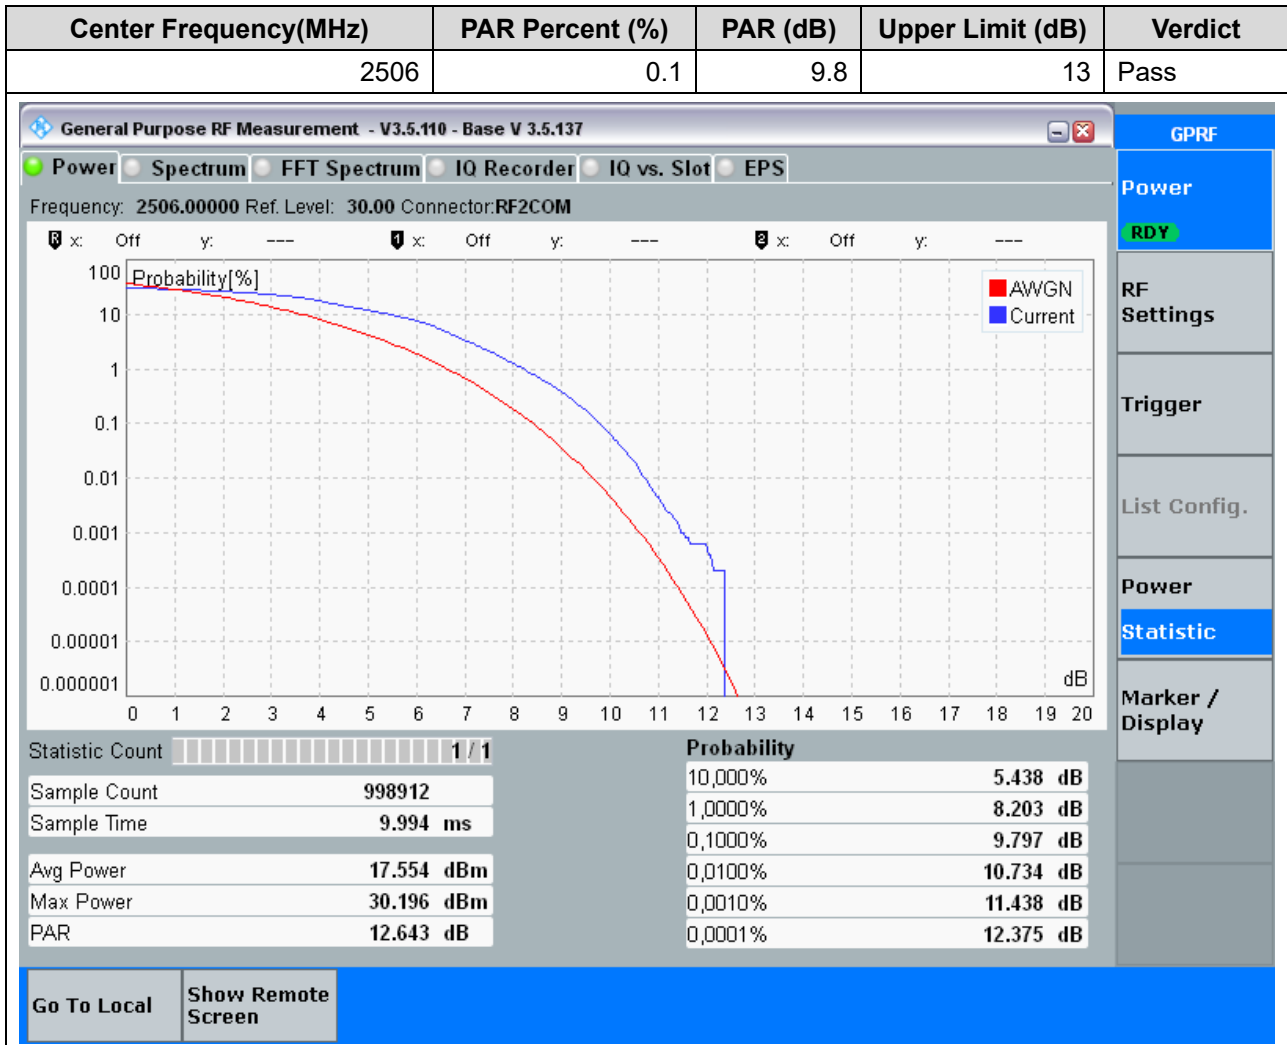 Center Frequency(MHz) PAR Percent (%) PAR (dB) Upper Limit (dB) Verdict
2506 0.1 9.8 13 Pass
General Purpose RF Measurement - V3.5.110 - Base V 3.5.137
GPRF
Power Spectrum FFT Spectrum IQ Recorder IQ vs. Slot EPS
Power
RDY
Frequency: 2506.00000 Ref. Level: 30.00 Connector:RF2COM
R x: Off y: --- 1 x: Off y: --- 2 x: Off y: ---
Probability[%]
AWGN
Current
100
10
1
0.1
0.01
0.001
0.0001
0.00001
0.000001
dB
0 1 2 3 4 5 6 7 8 9 10 11 12 13 14 15 16 17 18 19 20
RF
Settings
Trigger
List Config.
Power
Statistic
Marker /
Display
Statistic Count 1 / 1
Sample Count 998912
Sample Time 9.994 ms
Avg Power 17.554 dBm
Max Power 30.196 dBm
PAR 12.643 dB
Probability
10,000% 5.438 dB
1,0000% 8.203 dB
0,1000% 9.797 dB
0,0100% 10.734 dB
0,0010% 11.438 dB
0,0001% 12.375 dB
Go To Local
Show Remote
Screen